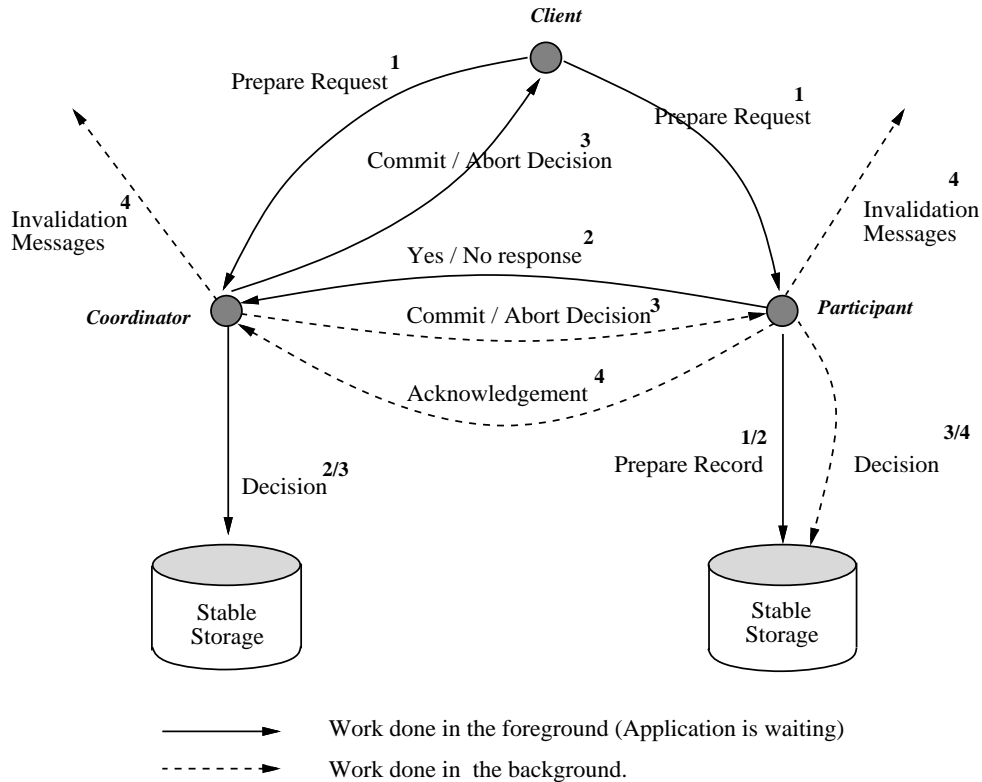 Client
Prepare Request 1
1
Prepare Request
Commit / Abort Decision 3
Invalidation 4
Messages
4
Invalidation
Messages
Yes / No response 2
Coordinator
Commit / Abort Decision 3
Participant
Acknowledgement 4
1/2
Prepare Record
3/4
Decision
Decision 2/3
Stable
Storage
Stable
Storage
Work done in the foreground (Application is waiting)
Work done in the background.